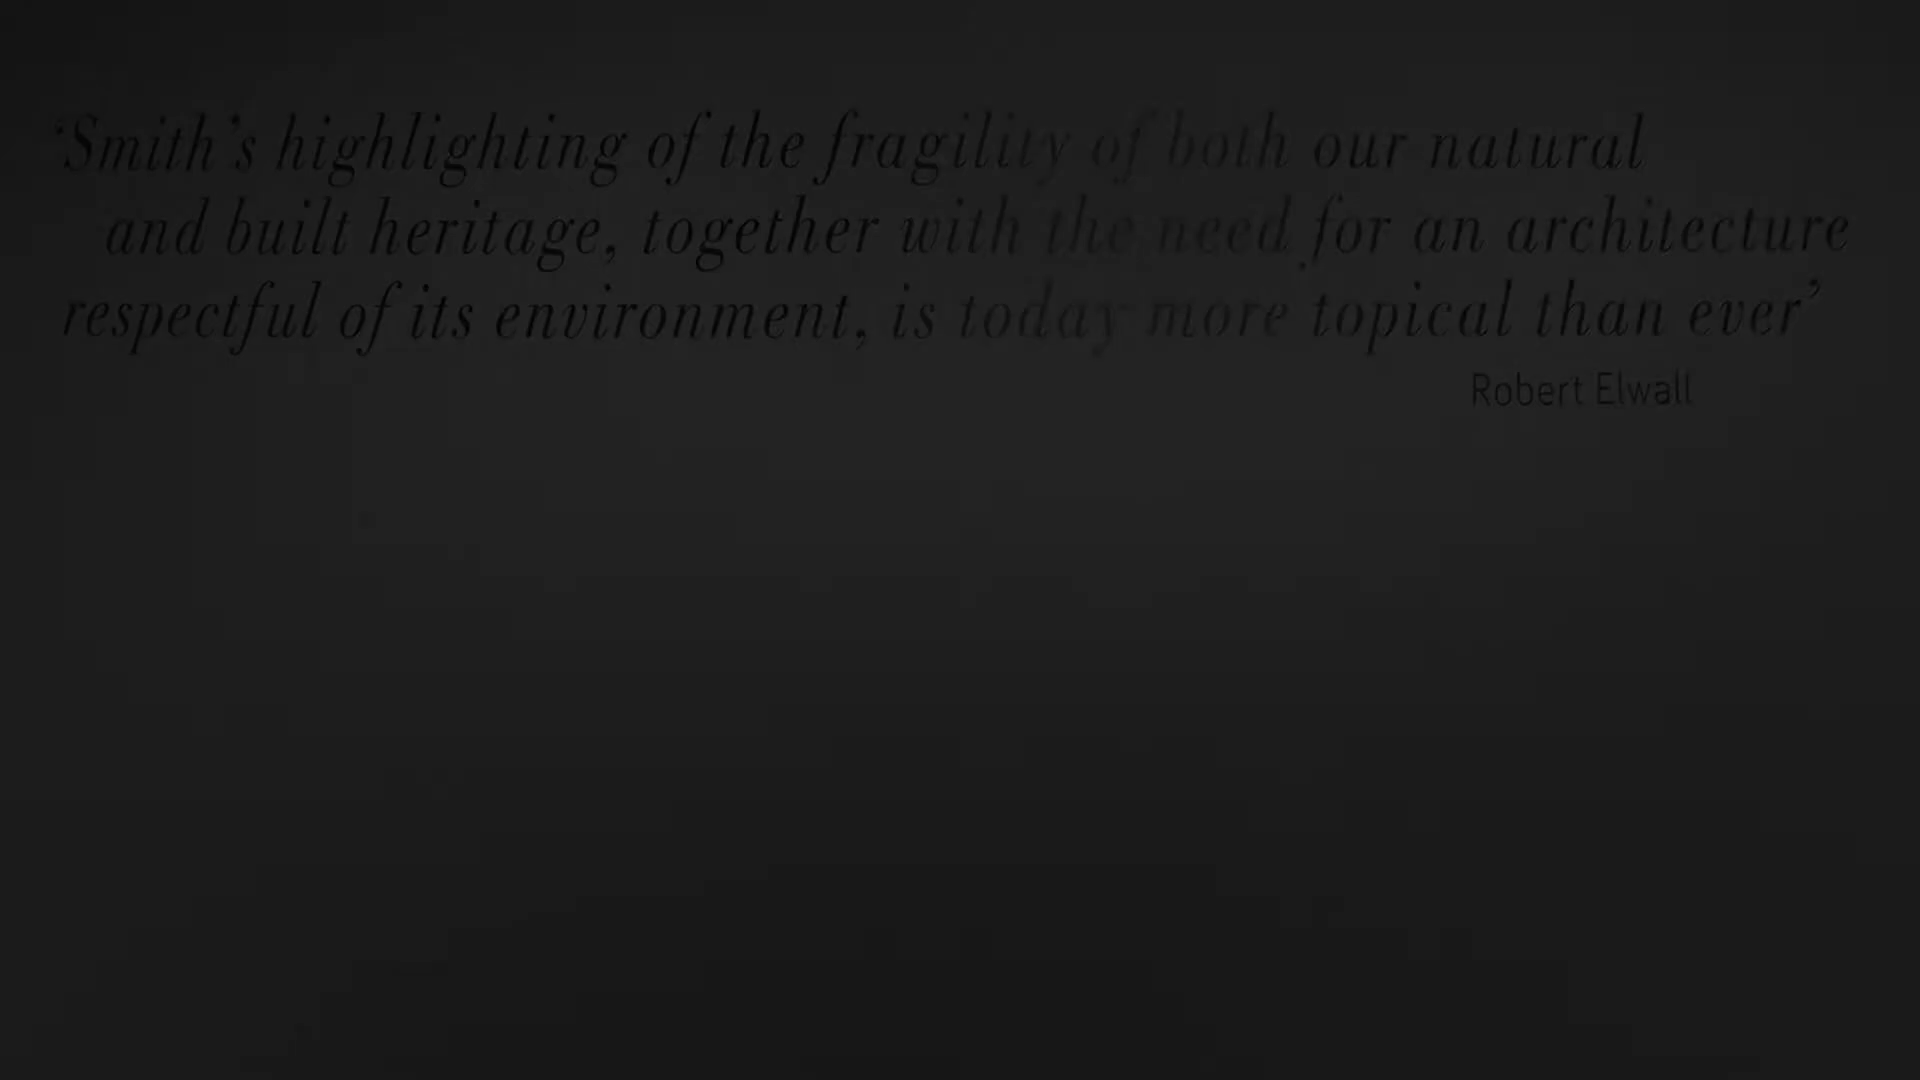 ‘Smith’s highlighting of the fragility of both our natural
and built heritage, together with the need for an architecture
respectful of its environment, is today more topical than ever’
Robert Elwall